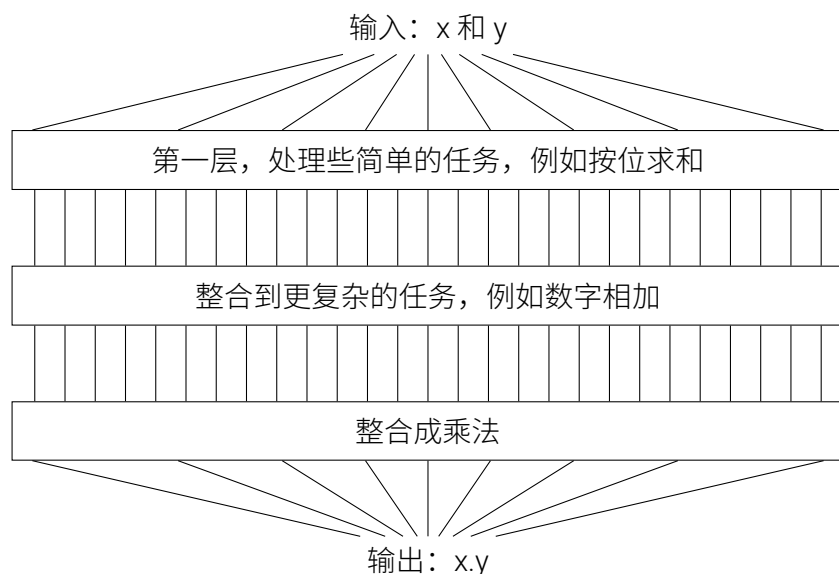 输入：x 和 y
第一层，处理些简单的任务，例如按位求和
整合到更复杂的任务，例如数字相加
整合成乘法
输出：x.y